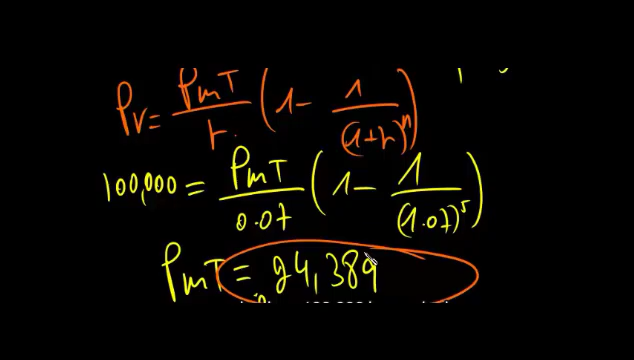 PV = PmT/r (1 - 1/(1+r)^n)
100,000 = PmT/0.07 (1 - 1/(1.07)^5)
PmT = 24,389